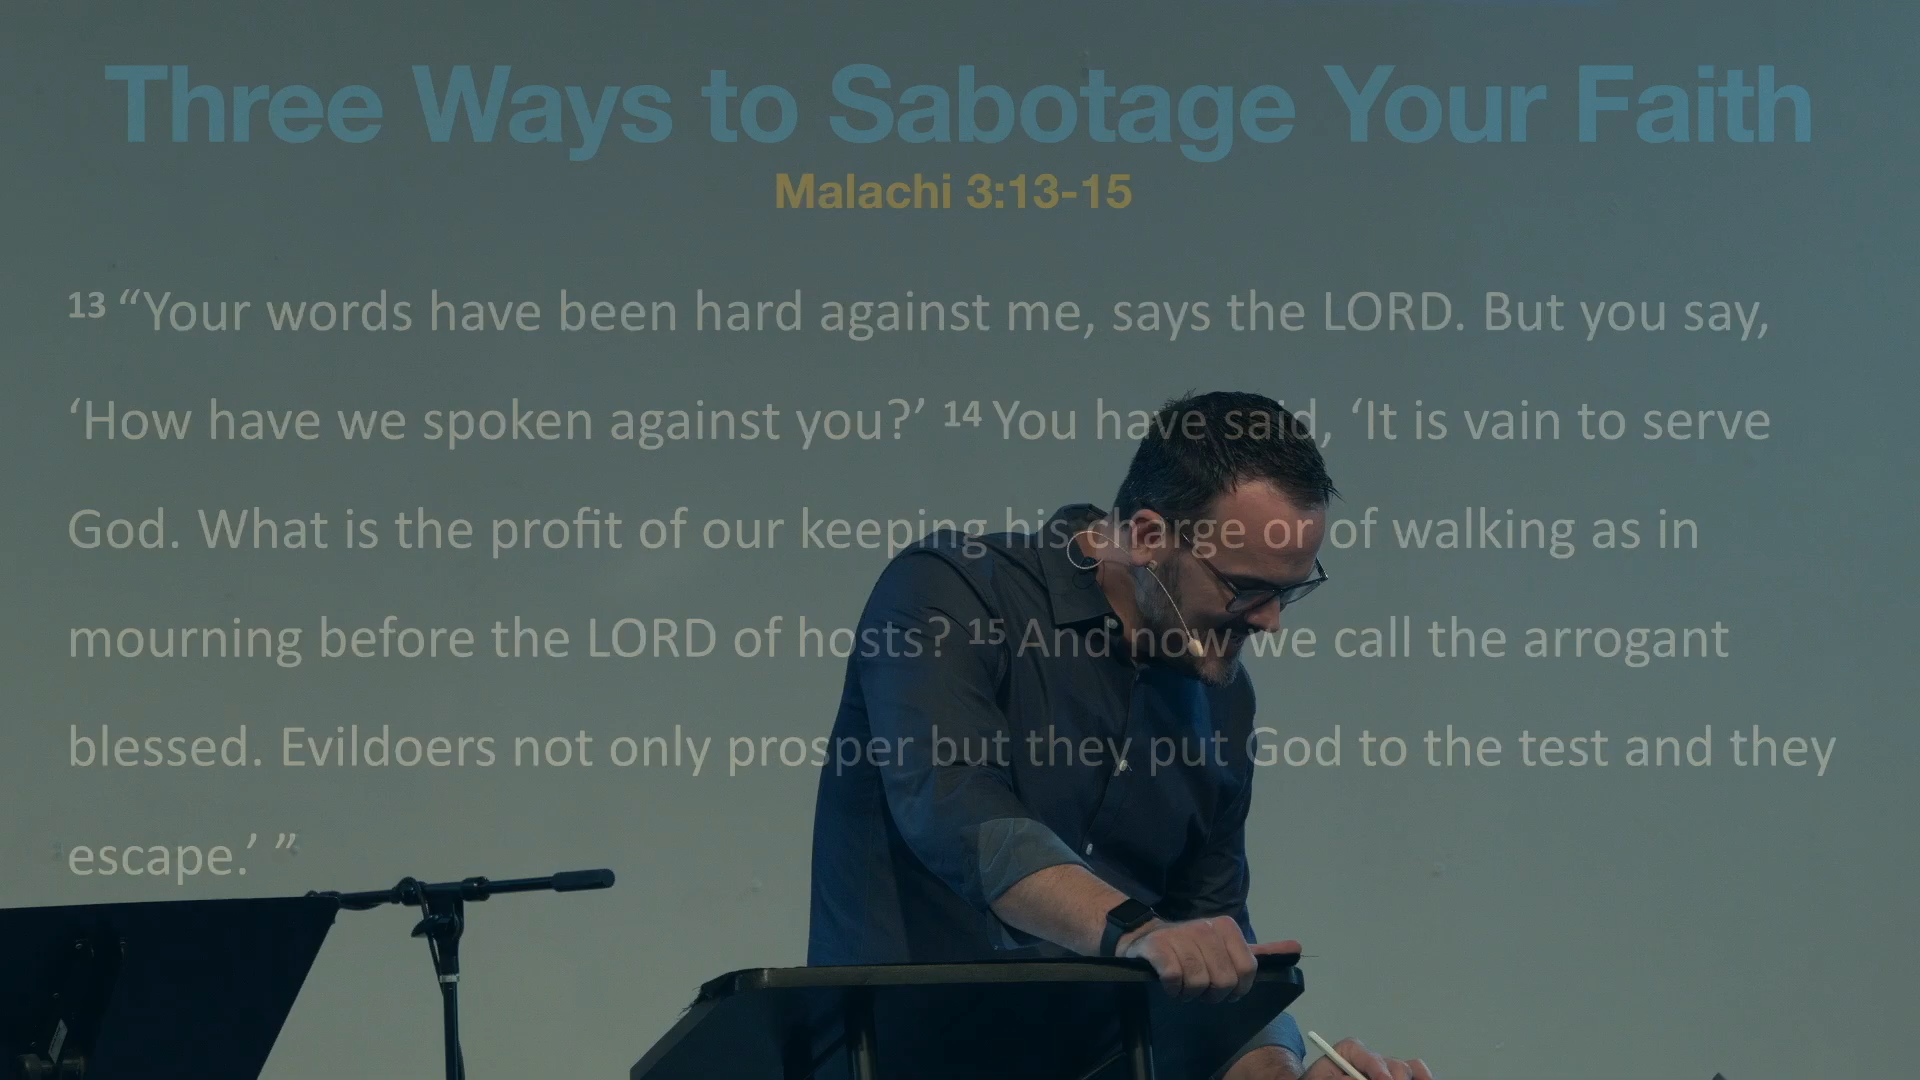 Three Ways to Sabotage Your Faith
Malachi 3:13-15
13 “Your words have been hard against me, says the LORD. But you say,
‘How have we spoken against you?’ 14 You have said, ‘It is vain to serve
God. What is the profit of our keeping his charge or of walking as in
mourning before the LORD of hosts? 15 And now we call the arrogant
blessed. Evildoers not only prosper but they put God to the test and they
escape.’ ”